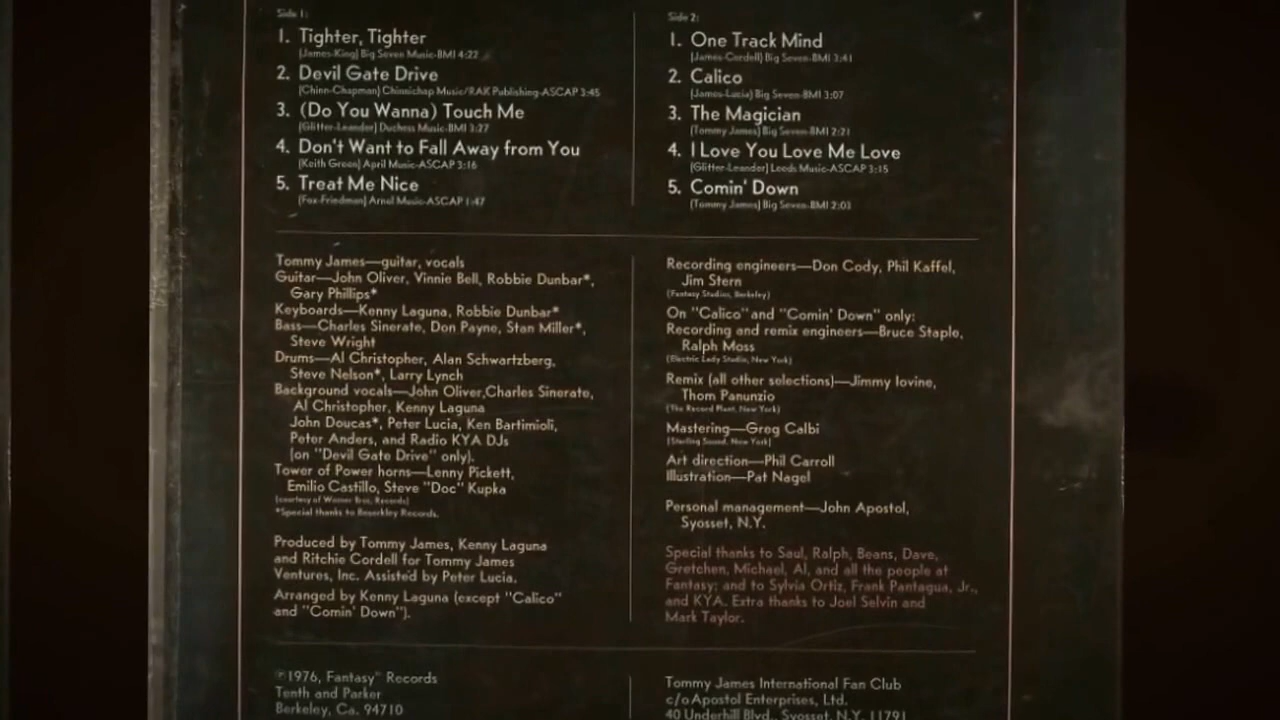 Side 1:
1. Tighter, Tighter
(James-King) Big Seven Music-BMI 4:22
2. Devil Gate Drive
(Chinn-Chapman) Chinnichap Music/RAK Publishing-ASCAP 3:45
3. (Do You Wanna) Touch Me
(Glitter-Leander) Duchess Music-BMI 3:27
4. Don't Want to Fall Away from You
(Keith Green) April Music-ASCAP 3:16
5. Treat Me Nice
(Fox-Friedman) Arnel Music-ASCAP 1:47
Side 2:
1. One Track Mind
(James-Cordell) Big Seven-BMI 3:41
2. Calico
(James-Lucia) Big Seven-BMI 3:07
3. The Magician
(Tommy James) Big Seven-BMI 2:21
4. I Love You Love Me Love
(Glitter-Leander) Leeds Music-ASCAP 3:15
5. Comin' Down
(Tommy James) Big Seven-BMI 2:03
Tommy James—guitar, vocals
Guitar—John Oliver, Vinnie Bell, Robbie Dunbar*,
Gary Phillips*
Keyboards—Kenny Laguna, Robbie Dunbar*
Bass—Charles Sinerate, Don Payne, Stan Miller*,
Steve Wright
Drums—Al Christopher, Alan Schwartzberg,
Steve Nelson*, Larry Lynch
Background vocals—John Oliver,Charles Sinerate,
Al Christopher, Kenny Laguna
John Doucas*, Peter Lucia, Ken Bartimioli,
Peter Anders, and Radio KYA DJs
(on "Devil Gate Drive" only).
Tower of Power horns—Lenny Pickett,
Emilio Castillo, Steve "Doc" Kupka
(courtesy of Warner Bros. Records)
*Special thanks to Beserkley Records.
Produced by Tommy James, Kenny Laguna
and Ritchie Cordell for Tommy James
Ventures, Inc. Assisted by Peter Lucia.
Arranged by Kenny Laguna (except "Calico"
and "Comin' Down").
Recording engineers—Don Cody, Phil Kaffel,
Jim Stern
(Fantasy Studios, Berkeley)
On "Calico" and "Comin' Down" only:
Recording and remix engineers—Bruce Staplo,
Ralph Moss
(Electric Lady Studio, New York)
Remix (all other selections)—Jimmy Iovine,
Thom Panunzio
(The Record Plant, New York)
Mastering—Greg Calbi
(Sterling Sound, New York)
Art direction—Phil Carroll
Illustration—Pat Nagel
Personal management—John Apostol,
Syosset, N.Y.
Special thanks to Saul, Ralph, Beans, Dave,
Gretchen, Michael, Al, and all the people at
Fantasy; and to Sylvia Ortiz, Frank Pantagua, Jr.,
and KYA. Extra thanks to Joel Selvin and
Mark Taylor.
℗1976, Fantasy Records
Tenth and Parker
Berkeley, Ca. 94710
Tommy James International Fan Club
c/o Apostol Enterprises, Ltd.
40 Underhill Blvd., Syosset, N.Y. 11791